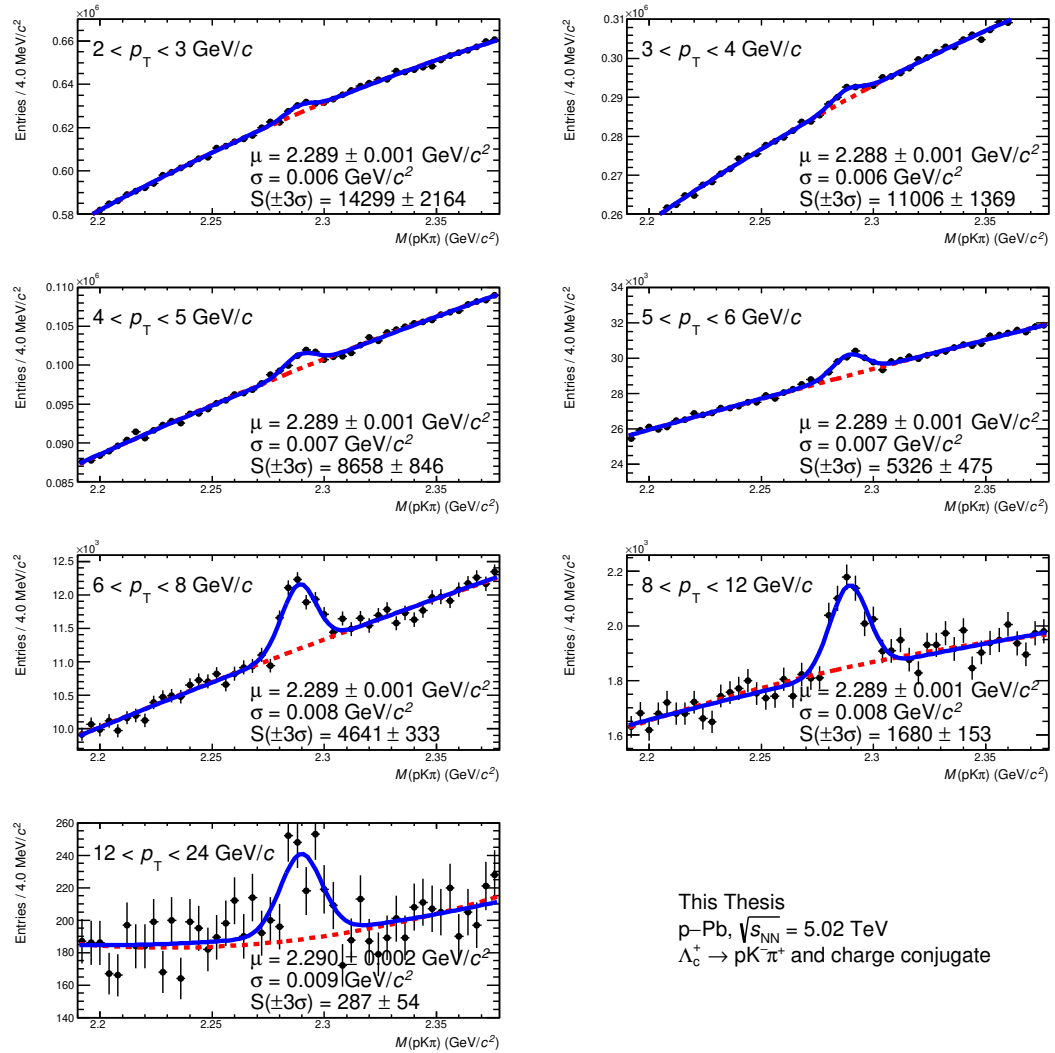 ×10⁶
Entries / 4.0 MeV/c²
0.66
0.64
0.62
0.60
0.58
2 < pT < 3 GeV/c
μ = 2.289 ± 0.001 GeV/c²
σ = 0.006 GeV/c²
S(±3σ) = 14299 ± 2164
2.2 2.25 2.3 2.35
M(pKπ) (GeV/c²)
×10⁶
Entries / 4.0 MeV/c²
0.31
0.30
0.29
0.28
0.27
0.26
3 < pT < 4 GeV/c
μ = 2.288 ± 0.001 GeV/c²
σ = 0.006 GeV/c²
S(±3σ) = 11006 ± 1369
2.2 2.25 2.3 2.35
M(pKπ) (GeV/c²)
×10⁶
Entries / 4.0 MeV/c²
0.110
0.105
0.100
0.095
0.090
0.085
4 < pT < 5 GeV/c
μ = 2.289 ± 0.001 GeV/c²
σ = 0.007 GeV/c²
S(±3σ) = 8658 ± 846
2.2 2.25 2.3 2.35
M(pKπ) (GeV/c²)
×10³
Entries / 4.0 MeV/c²
34
32
30
28
26
24
5 < pT < 6 GeV/c
μ = 2.289 ± 0.001 GeV/c²
σ = 0.007 GeV/c²
S(±3σ) = 5326 ± 475
2.2 2.25 2.3 2.35
M(pKπ) (GeV/c²)
×10³
Entries / 4.0 MeV/c²
12.5
12.0
11.5
11.0
10.5
10.0
6 < pT < 8 GeV/c
μ = 2.289 ± 0.001 GeV/c²
σ = 0.008 GeV/c²
S(±3σ) = 4641 ± 333
2.2 2.25 2.3 2.35
M(pKπ) (GeV/c²)
×10³
Entries / 4.0 MeV/c²
2.2
2.0
1.8
1.6
8 < pT < 12 GeV/c
μ = 2.289 ± 0.001 GeV/c²
σ = 0.008 GeV/c²
S(±3σ) = 1680 ± 153
2.2 2.25 2.3 2.35
M(pKπ) (GeV/c²)
Entries / 4.0 MeV/c²
260
240
220
200
180
160
140
12 < pT < 24 GeV/c
μ = 2.290 ± 0.002 GeV/c²
σ = 0.009 GeV/c²
S(±3σ) = 287 ± 54
2.2 2.25 2.3 2.35
M(pKπ) (GeV/c²)
This Thesis
p−Pb, √sNN = 5.02 TeV
Λc⁺ → pK⁻π⁺ and charge conjugate